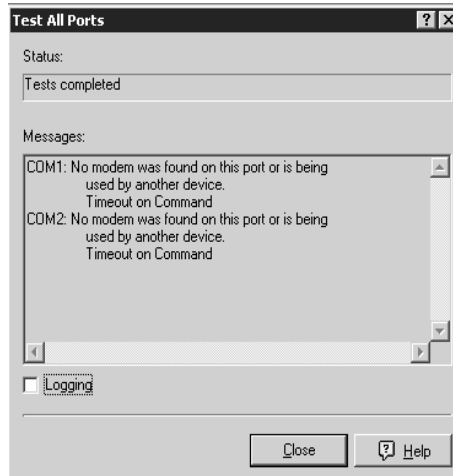 Test All Ports
Status:
Tests completed
Messages:
COM1: No modem was found on this port or is being
used by another device.
Timeout on Command
COM2: No modem was found on this port or is being
used by another device.
Timeout on Command
Logging
Close
Help